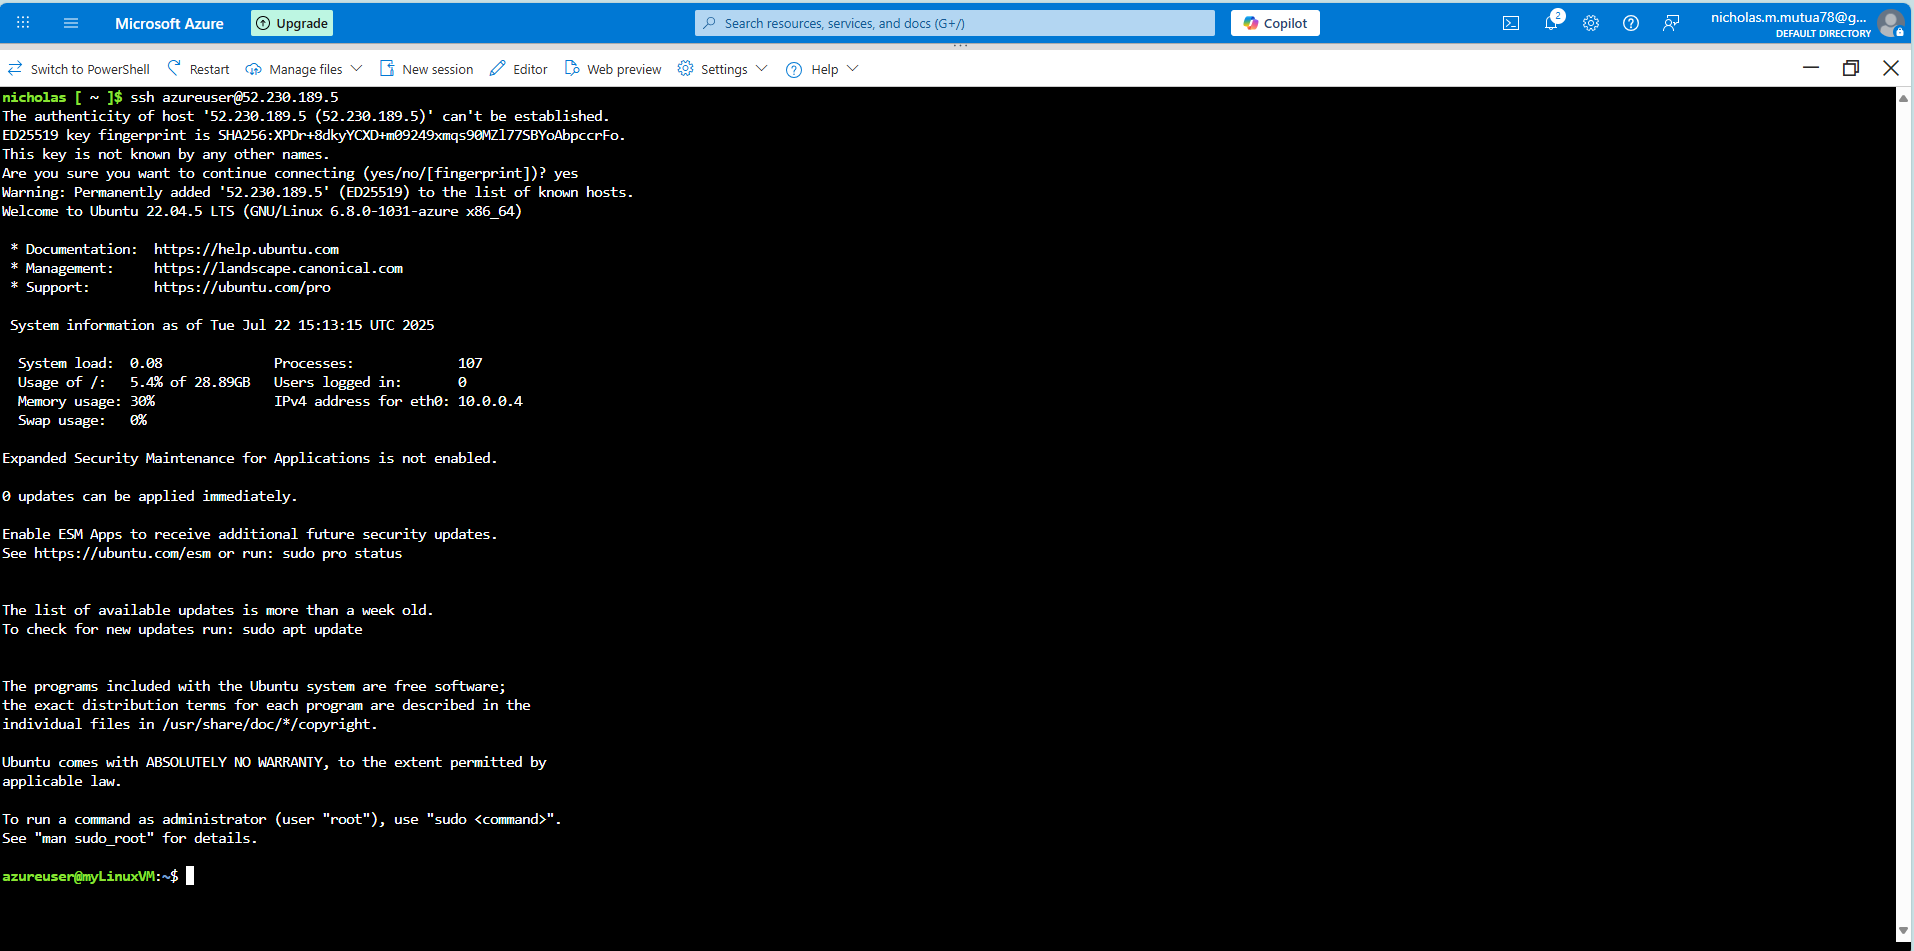 Microsoft Azure
Upgrade
Search resources, services, and docs (G+/)
Copilot
2
nicholas.m.mutua78@g...
DEFAULT DIRECTORY
Switch to PowerShell
Restart
Manage files
New session
Editor
Web preview
Settings
Help
nicholas [ ~ ]$ ssh azureuser@52.230.189.5
The authenticity of host '52.230.189.5 (52.230.189.5)' can't be established.
ED25519 key fingerprint is SHA256:XPDr+8dkyYCXD+m09249xmqs90MZl77SBYoAbpccrFo.
This key is not known by any other names.
Are you sure you want to continue connecting (yes/no/[fingerprint])? yes
Warning: Permanently added '52.230.189.5' (ED25519) to the list of known hosts.
Welcome to Ubuntu 22.04.5 LTS (GNU/Linux 6.8.0-1031-azure x86_64)
* Documentation:  https://help.ubuntu.com
* Management:     https://landscape.canonical.com
* Support:        https://ubuntu.com/pro
System information as of Tue Jul 22 15:13:15 UTC 2025
System load:  0.08              Processes:             107
Usage of /:   5.4% of 28.89GB   Users logged in:       0
Memory usage: 30%               IPv4 address for eth0: 10.0.0.4
Swap usage:   0%
Expanded Security Maintenance for Applications is not enabled.
0 updates can be applied immediately.
Enable ESM Apps to receive additional future security updates.
See https://ubuntu.com/esm or run: sudo pro status
The list of available updates is more than a week old.
To check for new updates run: sudo apt update
The programs included with the Ubuntu system are free software;
the exact distribution terms for each program are described in the
individual files in /usr/share/doc/*/copyright.
Ubuntu comes with ABSOLUTELY NO WARRANTY, to the extent permitted by
applicable law.
To run a command as administrator (user "root"), use "sudo <command>".
See "man sudo_root" for details.
azureuser@myLinuxVM:~$